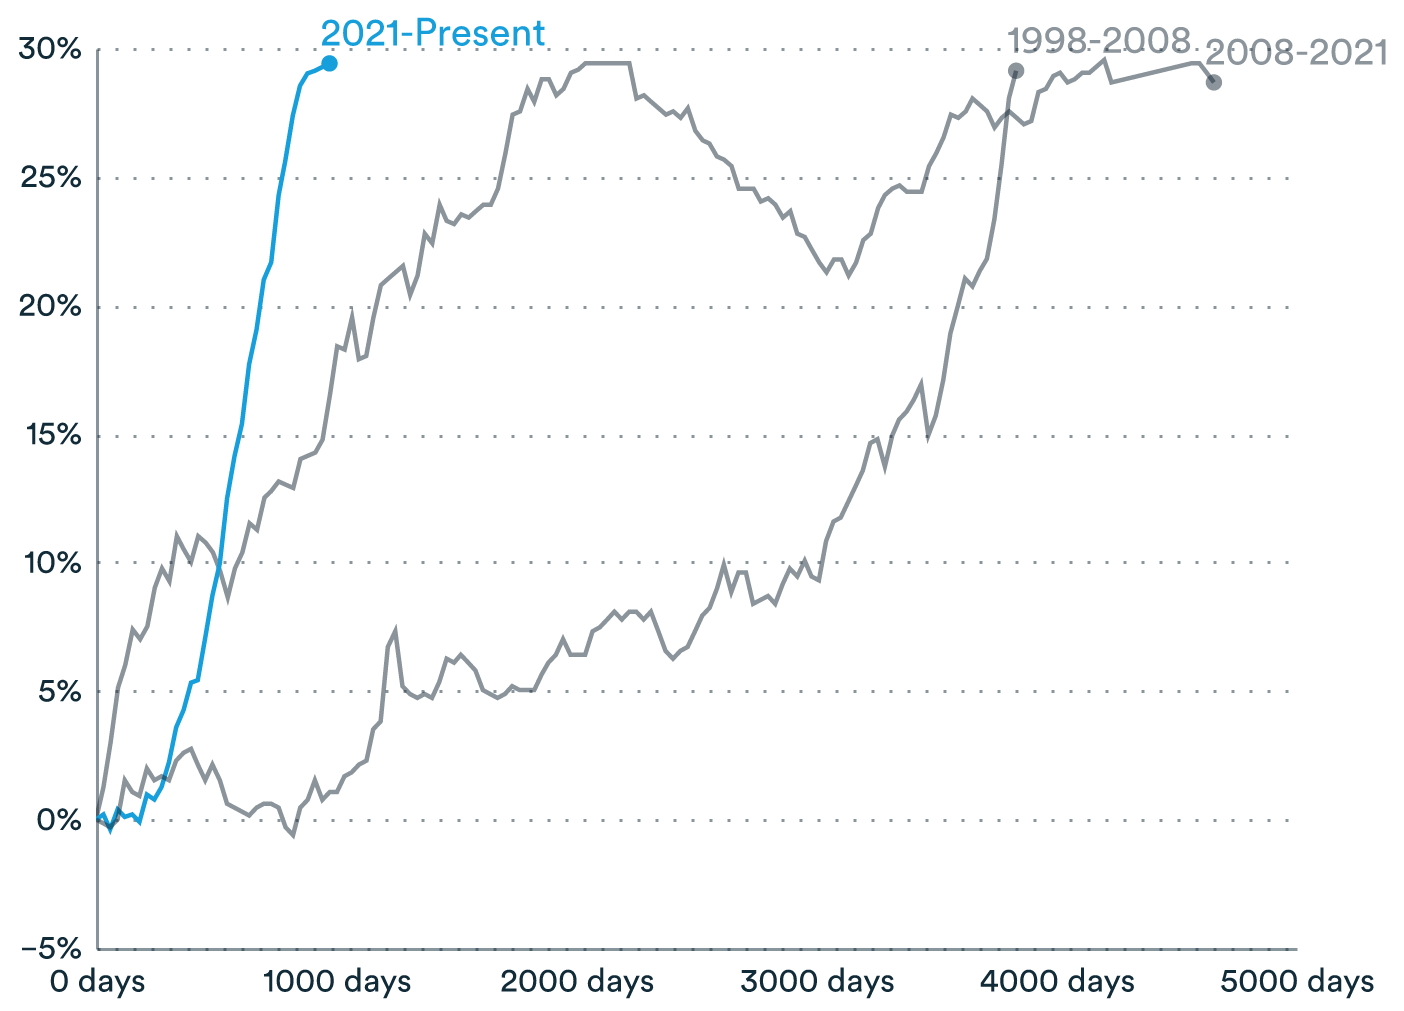 2021-Present
1998-2008
2008-2021
30%
25%
20%
15%
10%
5%
0%
−5%
0 days
1000 days
2000 days
3000 days
4000 days
5000 days